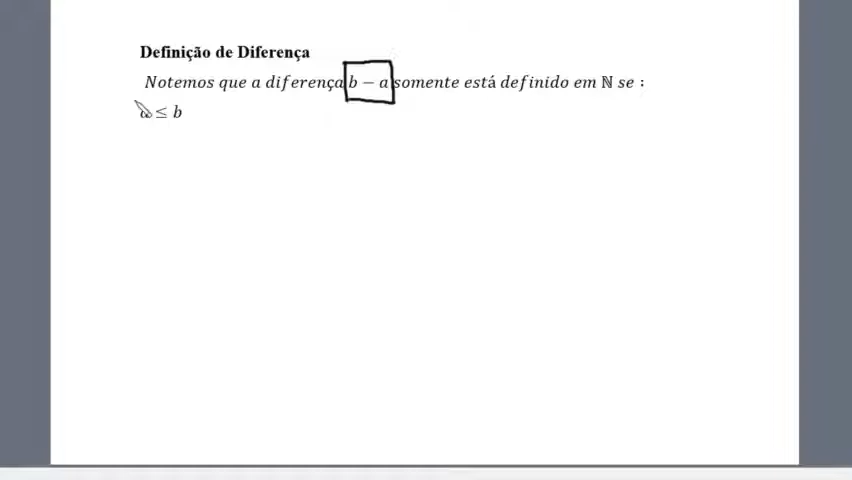 Definição de Diferença
Notemos que a diferença b − a somente está definido em ℕ se :
a ≤ b